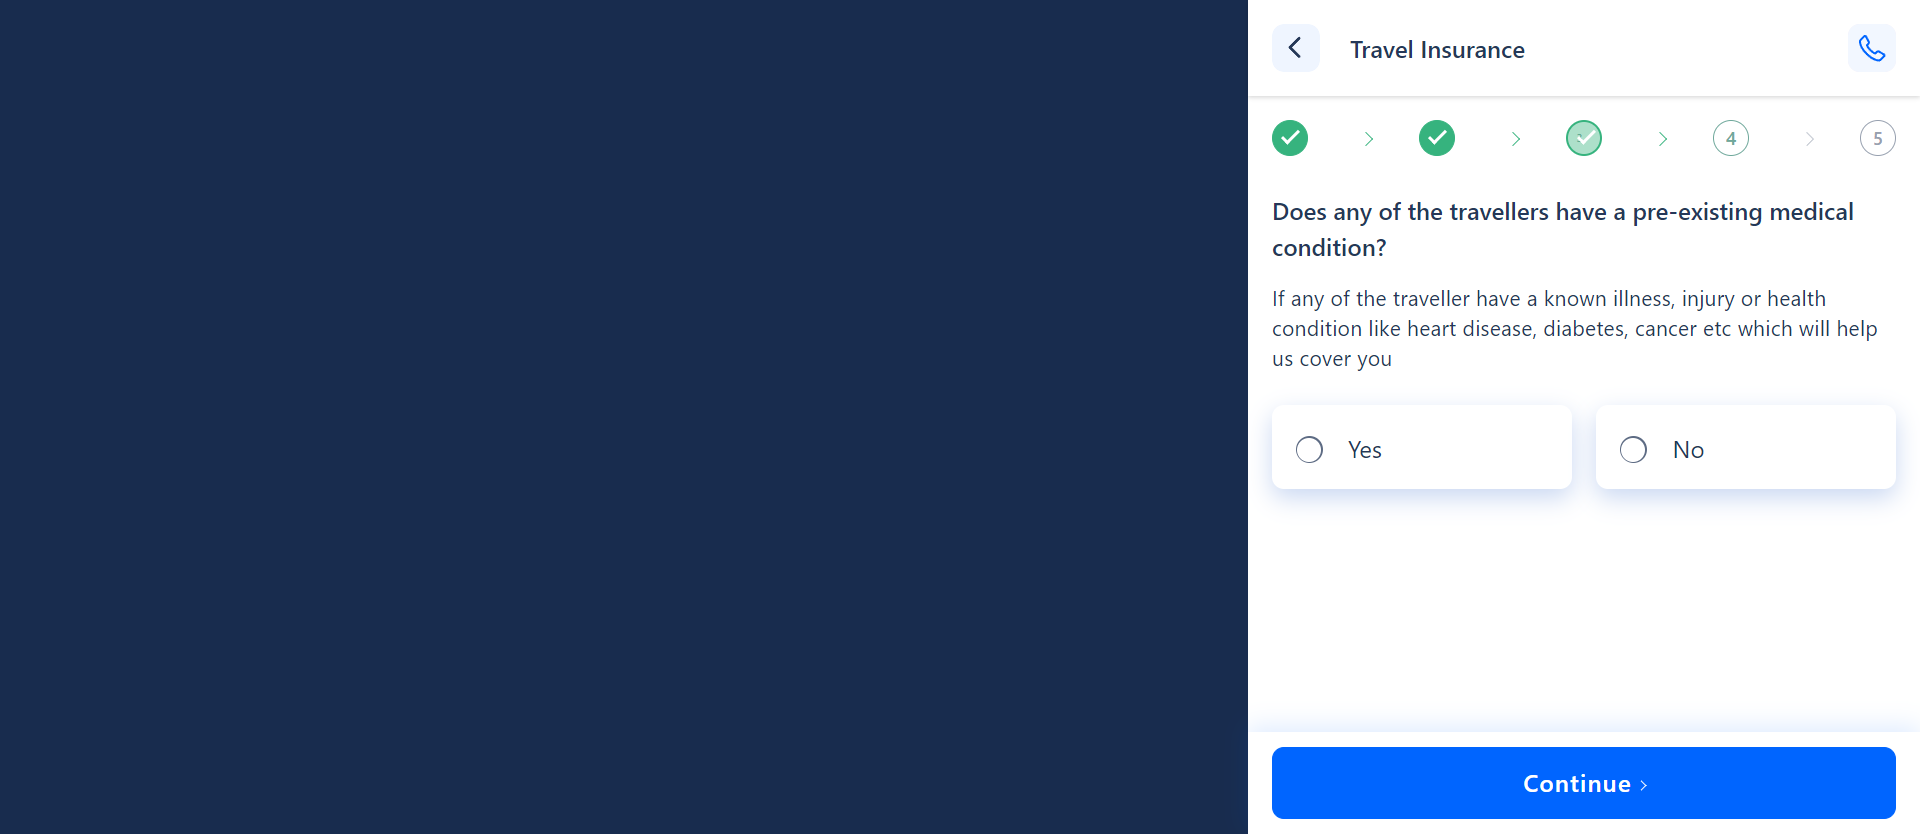 Travel Insurance
4
5
Does any of the travellers have a pre-existing medical
condition?
If any of the traveller have a known illness, injury or health
condition like heart disease, diabetes, cancer etc which will help
us cover you
Yes
No
Continue ›